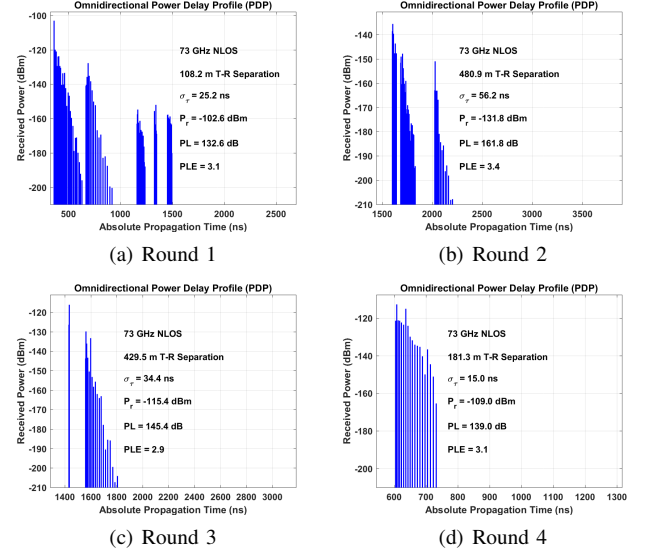 Omnidirectional Power Delay Profile (PDP)
-100
-120
-140
-160
-180
-200
Received Power (dBm)
73 GHz NLOS
108.2 m T-R Separation
στ = 25.2 ns
Pr = -102.6 dBm
PL = 132.6 dB
PLE = 3.1
500 1000 1500 2000 2500
Absolute Propagation Time (ns)
(a) Round 1
Omnidirectional Power Delay Profile (PDP)
-140
-150
-160
-170
-180
-190
-200
-210
Received Power (dBm)
73 GHz NLOS
480.9 m T-R Separation
στ = 56.2 ns
Pr = -131.8 dBm
PL = 161.8 dB
PLE = 3.4
1500 2000 2500 3000 3500
Absolute Propagation Time (ns)
(b) Round 2
Omnidirectional Power Delay Profile (PDP)
-120
-130
-140
-150
-160
-170
-180
-190
-200
-210
Received Power (dBm)
73 GHz NLOS
429.5 m T-R Separation
στ = 34.4 ns
Pr = -115.4 dBm
PL = 145.4 dB
PLE = 2.9
1400 1600 1800 2000 2200 2400 2600 2800 3000
Absolute Propagation Time (ns)
(c) Round 3
Omnidirectional Power Delay Profile (PDP)
-120
-140
-160
-180
-200
Received Power (dBm)
73 GHz NLOS
181.3 m T-R Separation
στ = 15.0 ns
Pr = -109.0 dBm
PL = 139.0 dB
PLE = 3.1
600 700 800 900 1000 1100 1200 1300
Absolute Propagation Time (ns)
(d) Round 4